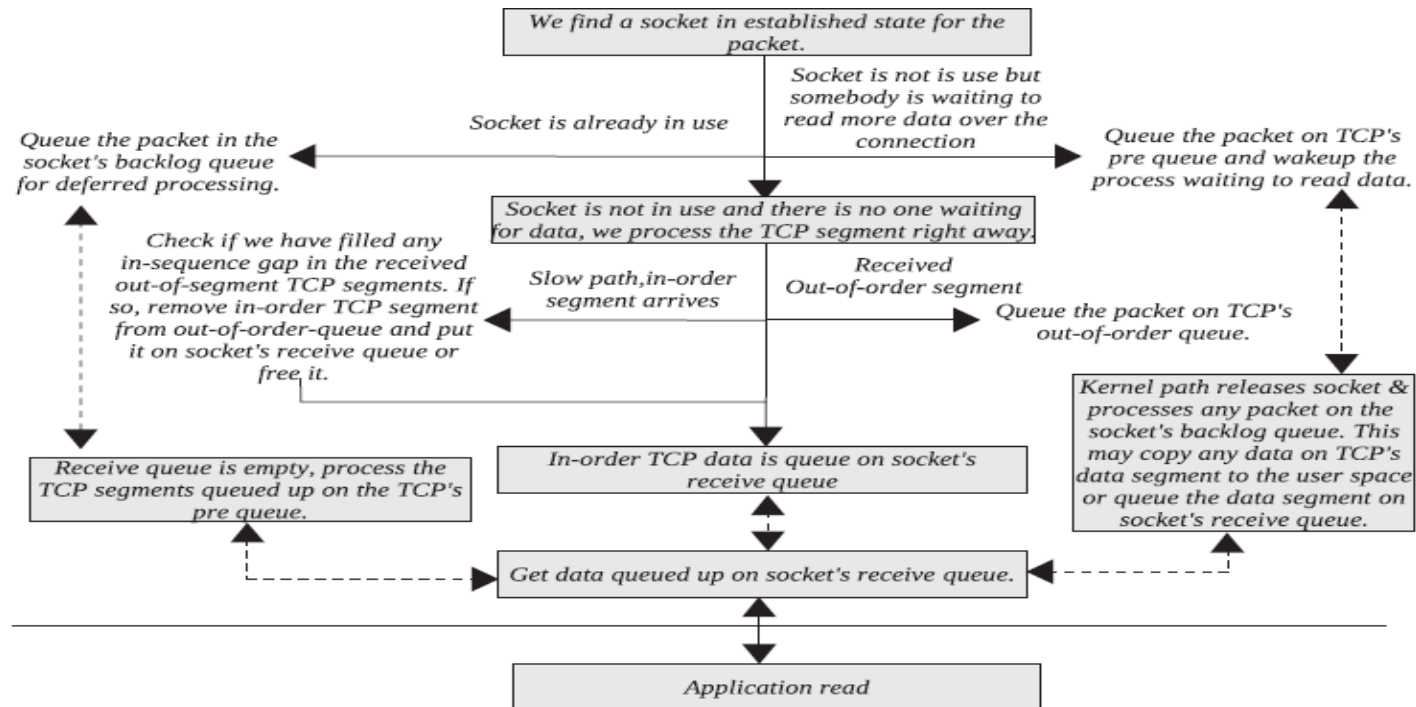 We find a socket in established state for the
packet.
Socket is not is use but
somebody is waiting to
read more data over the
connection
Socket is already in use
Queue the packet in the
socket's backlog queue
for deferred processing.
Queue the packet on TCP's
pre queue and wakeup the
process waiting to read data.
Socket is not in use and there is no one waiting
for data, we process the TCP segment right away.
Check if we have filled any
in-sequence gap in the received
out-of-segment TCP segments. If
so, remove in-order TCP segment
from out-of-order-queue and put
it on socket's receive queue or
free it.
Slow path,in-order
segment arrives
Received
Out-of-order segment
Queue the packet on TCP's
out-of-order queue.
Kernel path releases socket &
processes any packet on the
socket's backlog queue. This
may copy any data on TCP's
data segment to the user space
or queue the data segment on
socket's receive queue.
Receive queue is empty, process the
TCP segments queued up on the TCP's
pre queue.
In-order TCP data is queue on socket's
receive queue
Get data queued up on socket's receive queue.
Application read